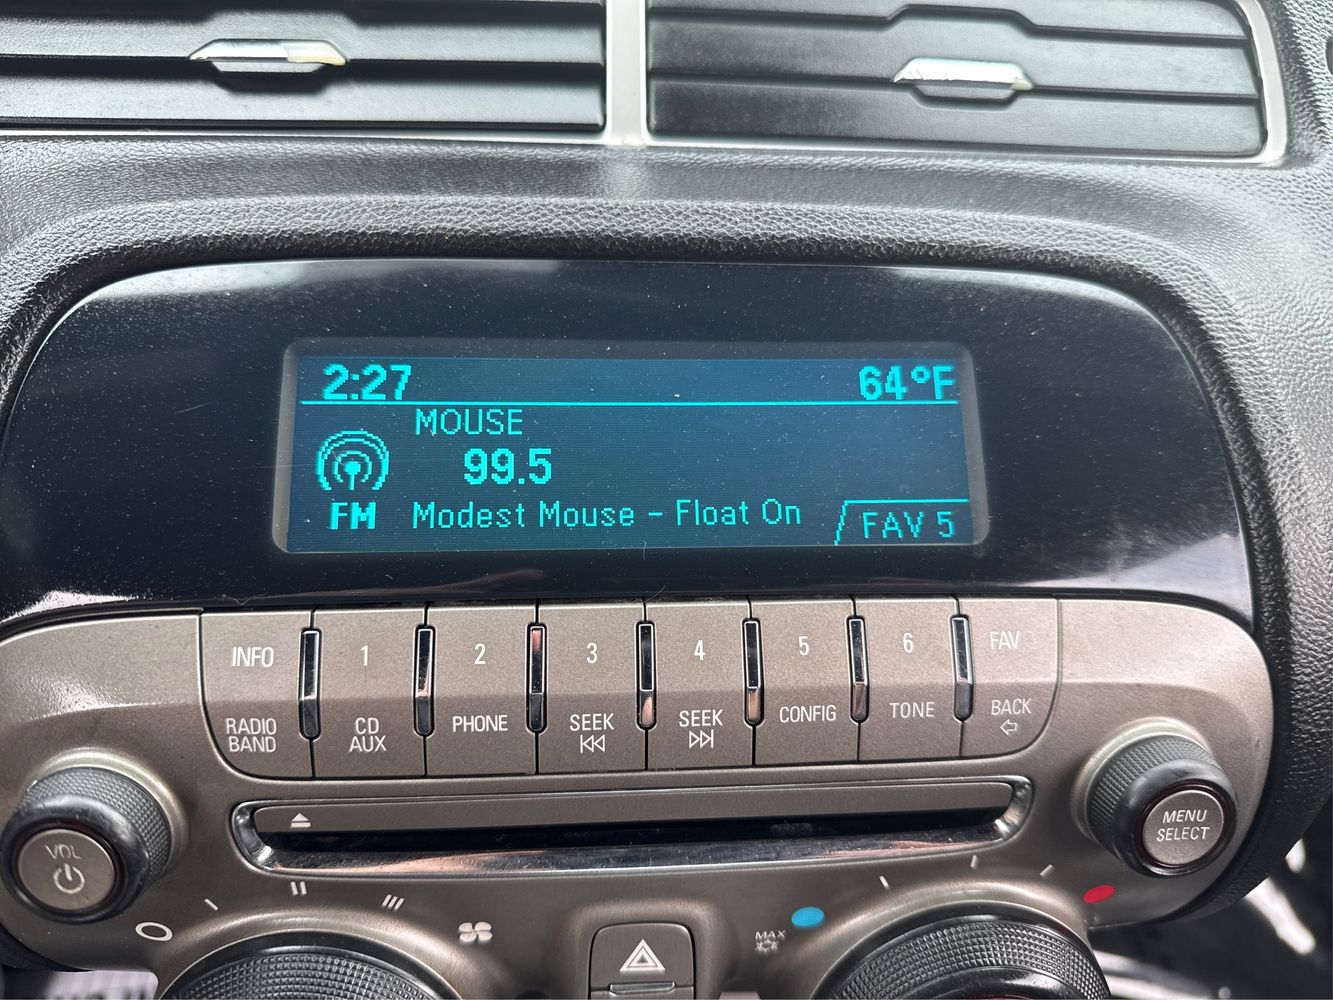 2:27 64°F
MOUSE
99.5
FM Modest Mouse - Float On FAV 5
INFO 1 2 3 4 5 6 FAV
RADIO BAND CD AUX PHONE SEEK SEEK CONFIG TONE BACK
VOL
MENU SELECT
MAX